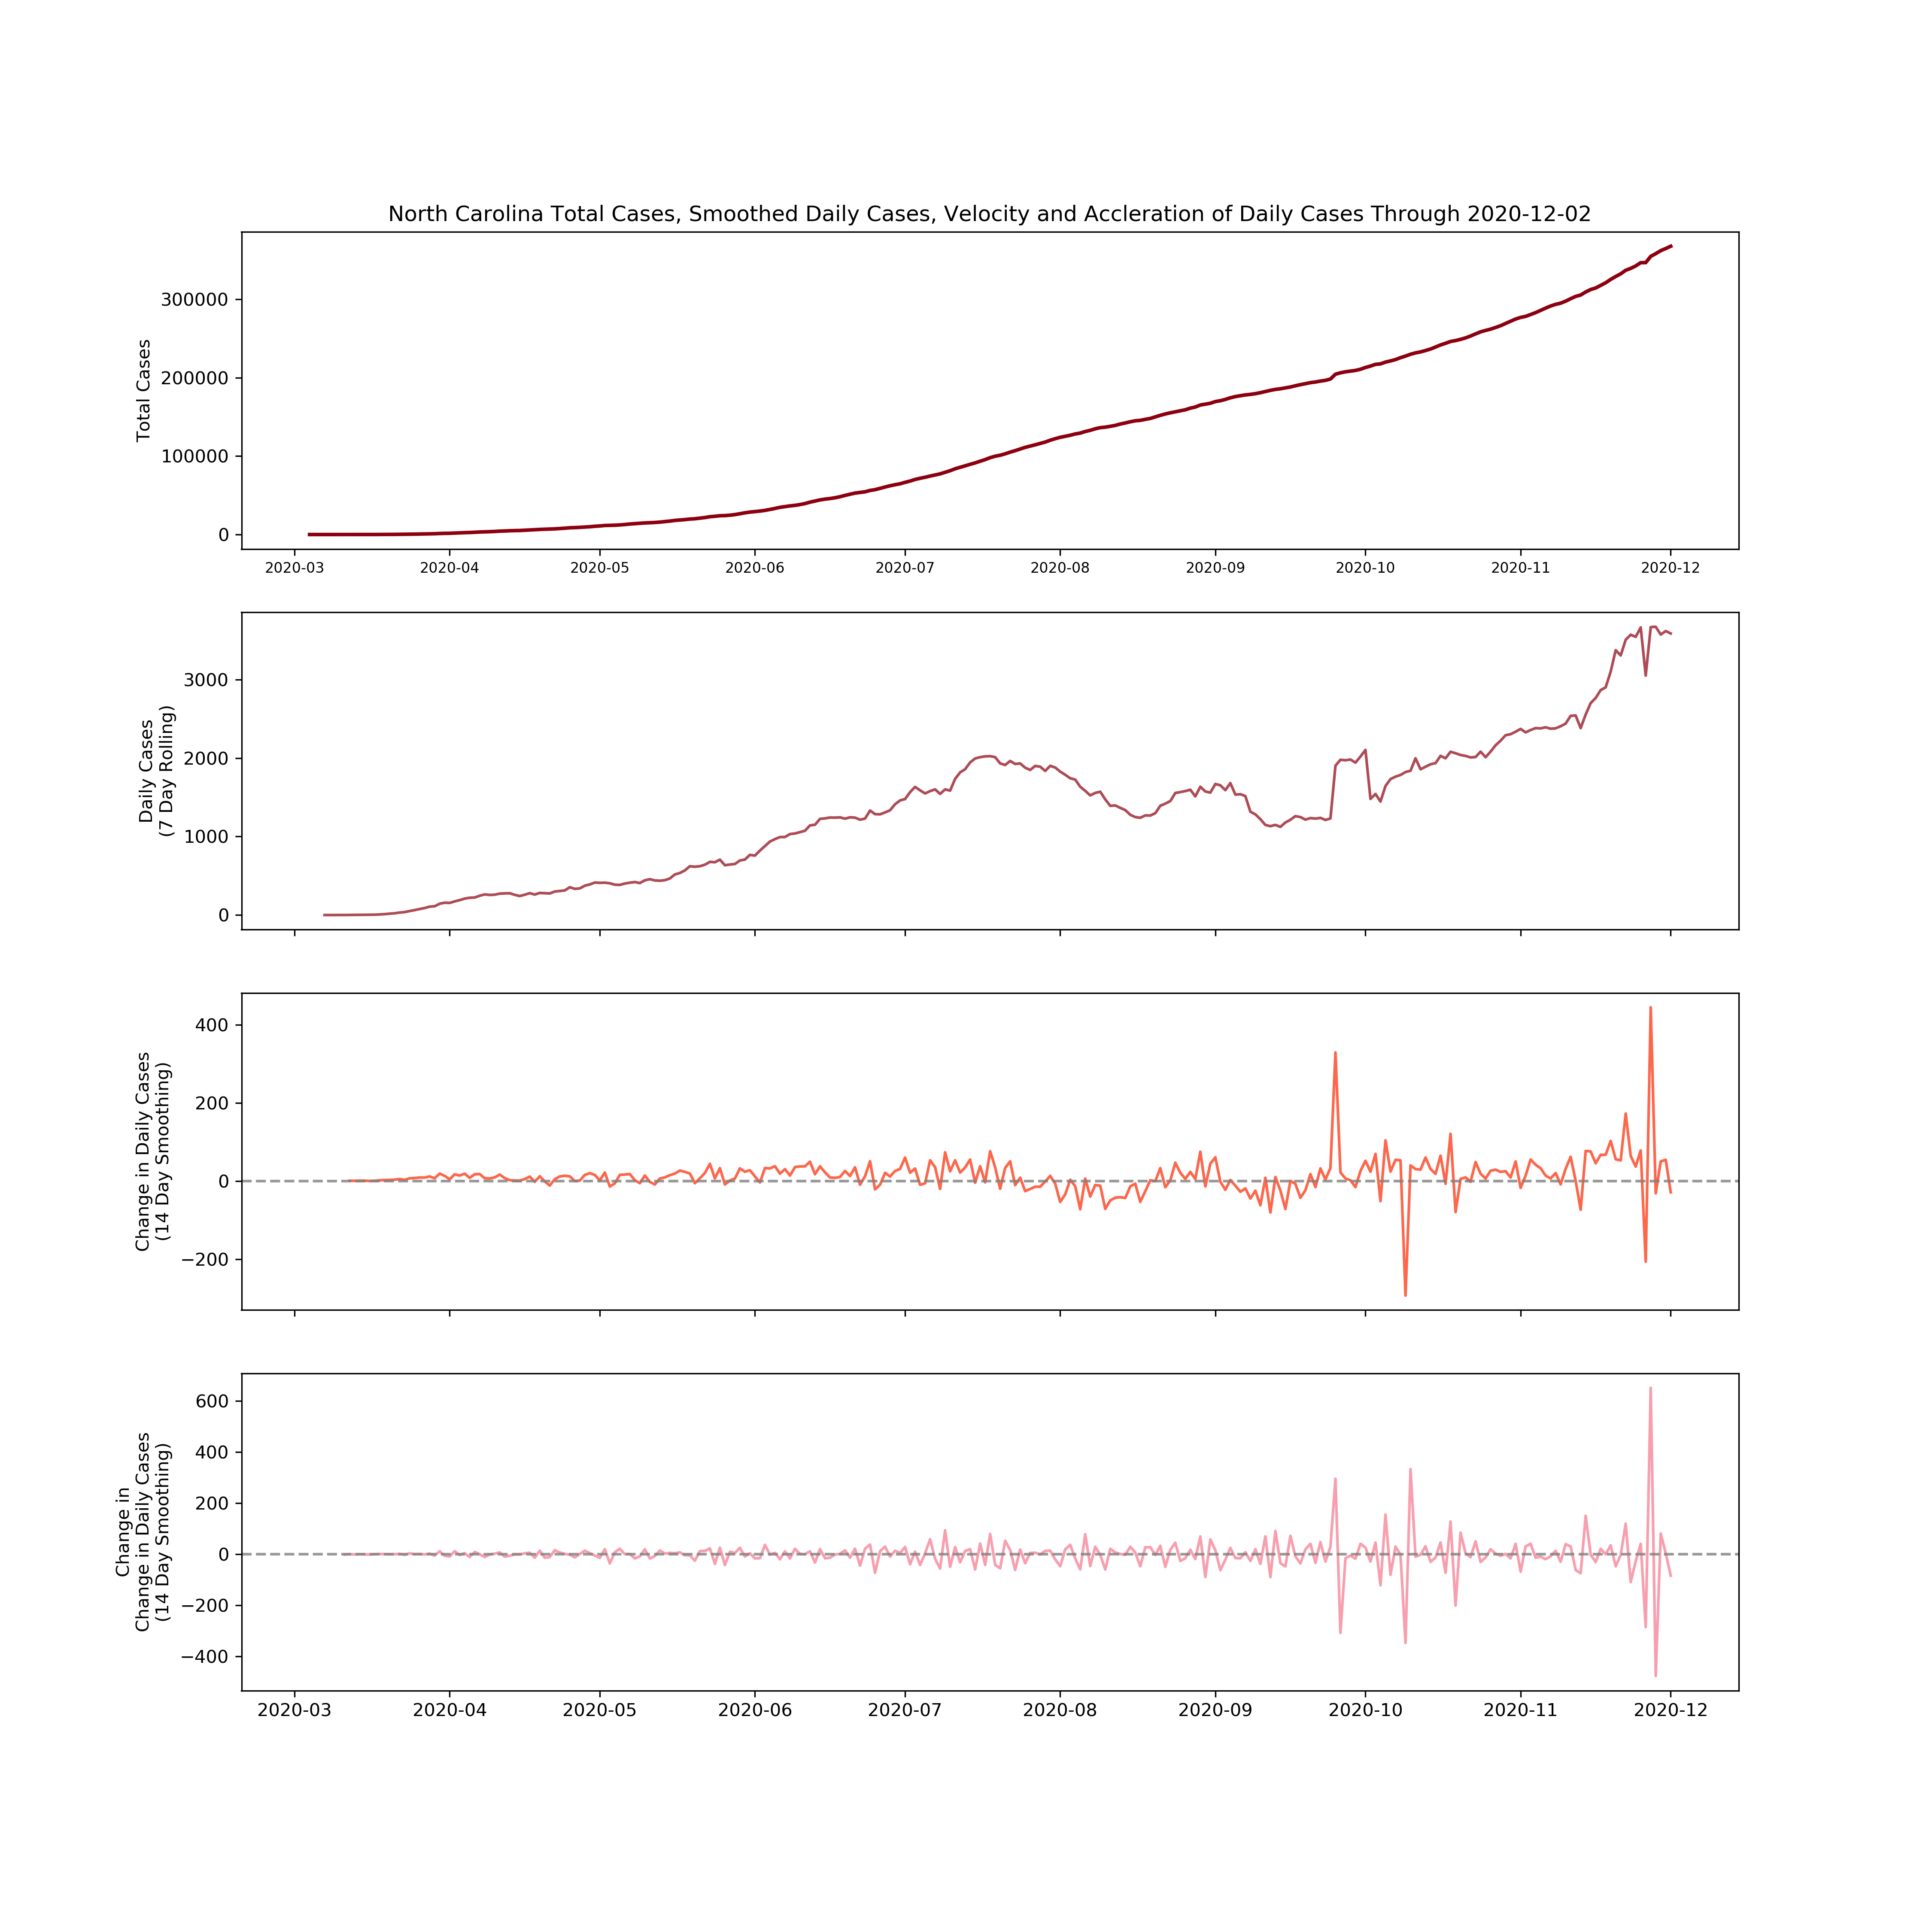 North Carolina Total Cases, Smoothed Daily Cases, Velocity and Accleration of Daily Cases Through 2020-12-02
Total Cases
300000
200000
100000
0
2020-03 2020-04 2020-05 2020-06 2020-07 2020-08 2020-09 2020-10 2020-11 2020-12
Daily Cases
(7 Day Rolling)
3000
2000
1000
0
Change in Daily Cases
(14 Day Smoothing)
400
200
0
−200
Change in
Change in Daily Cases
(14 Day Smoothing)
600
400
200
0
−200
−400
2020-03 2020-04 2020-05 2020-06 2020-07 2020-08 2020-09 2020-10 2020-11 2020-12